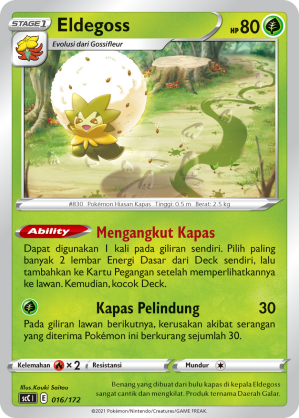 STAGE 1 Eldegoss HP 80
Evolusi dari Gossifleur
#830 Pokémon Hiasan Kapas Tinggi: 0.5 m Berat: 2.5 kg
Ability Mengangkut Kapas
Dapat digunakan 1 kali pada giliran sendiri. Pilih paling
banyak 2 lembar Energi Dasar dari Deck sendiri, lalu
tambahkan ke Kartu Pegangan setelah memperlihatkannya
ke lawan. Kemudian, kocok Deck.
Kapas Pelindung 30
Pada giliran lawan berikutnya, kerusakan akibat serangan
yang diterima Pokémon ini berkurang sejumlah 30.
Kelemahan ×2 Resistansi Mundur
Illus. Kouki Saitou
SC1 I E 016/172
Benang yang dibuat dari bulu kapas di kepala Eldegoss
sangat cantik dan mengkilat. Produk ternama Daerah Galar.
©2021 Pokémon/Nintendo/Creatures/GAME FREAK